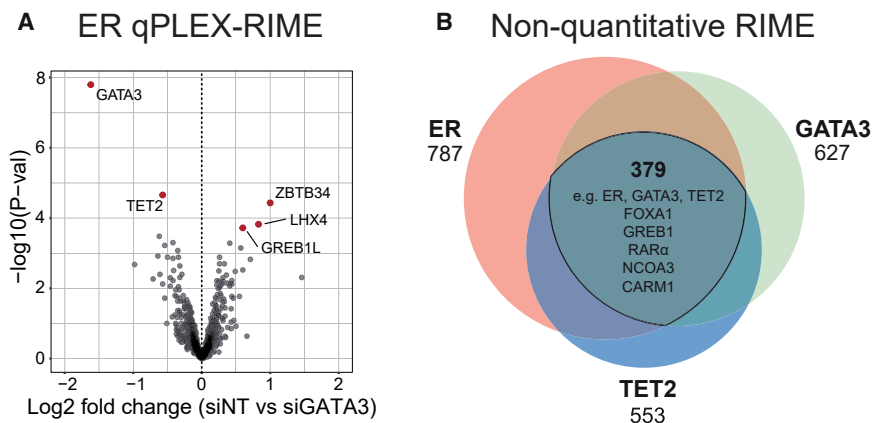 A ER qPLEX-RIME
−log10(P−val)
8
6
4
2
0
GATA3
TET2
ZBTB34
LHX4
GREB1L
−2 −1 0 1 2
Log2 fold change (siNT vs siGATA3)
B Non-quantitative RIME
ER
787
GATA3
627
379
e.g. ER, GATA3, TET2
FOXA1
GREB1
RARα
NCOA3
CARM1
TET2
553